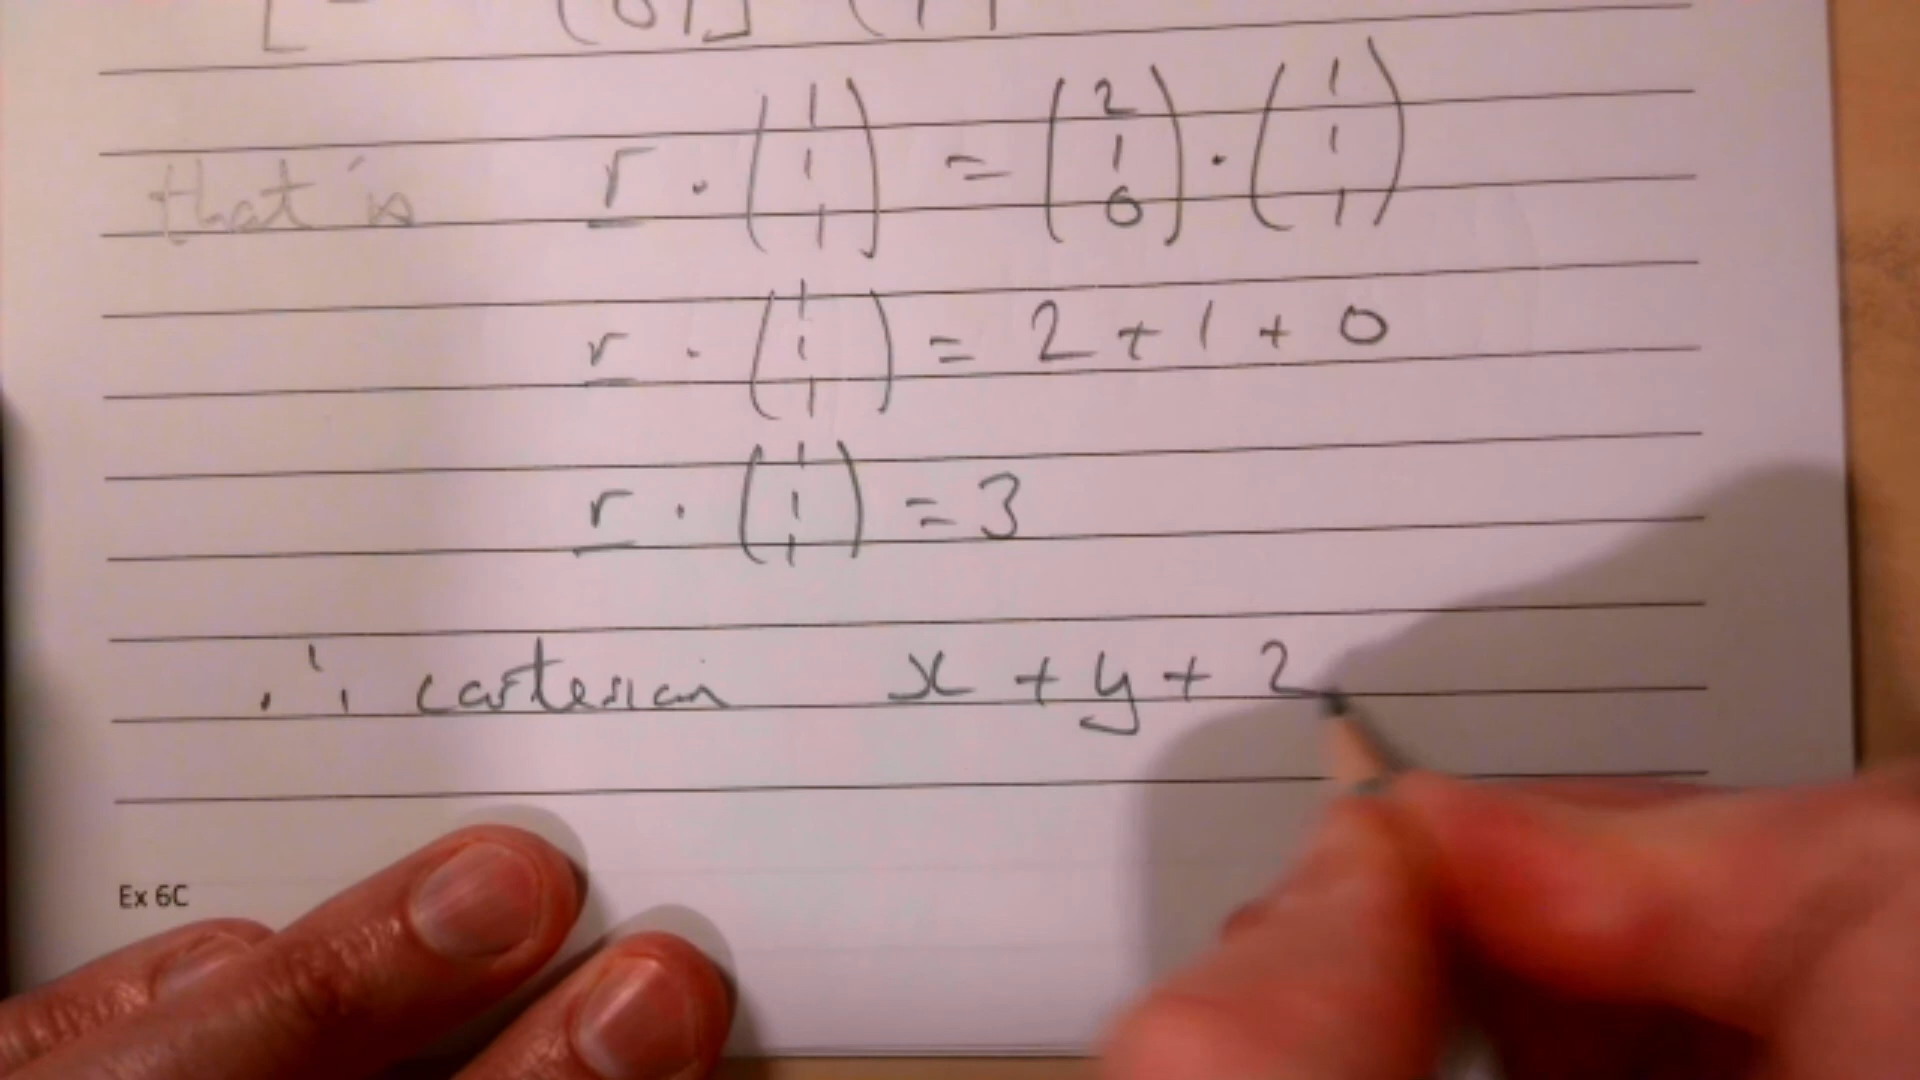 that is r · (1 1 1) = (2 1 0) · (1 1 1)
r · (1 1 1) = 2 + 1 + 0
r · (1 1 1) = 3
∴ cartesian x + y + z
Ex 6C